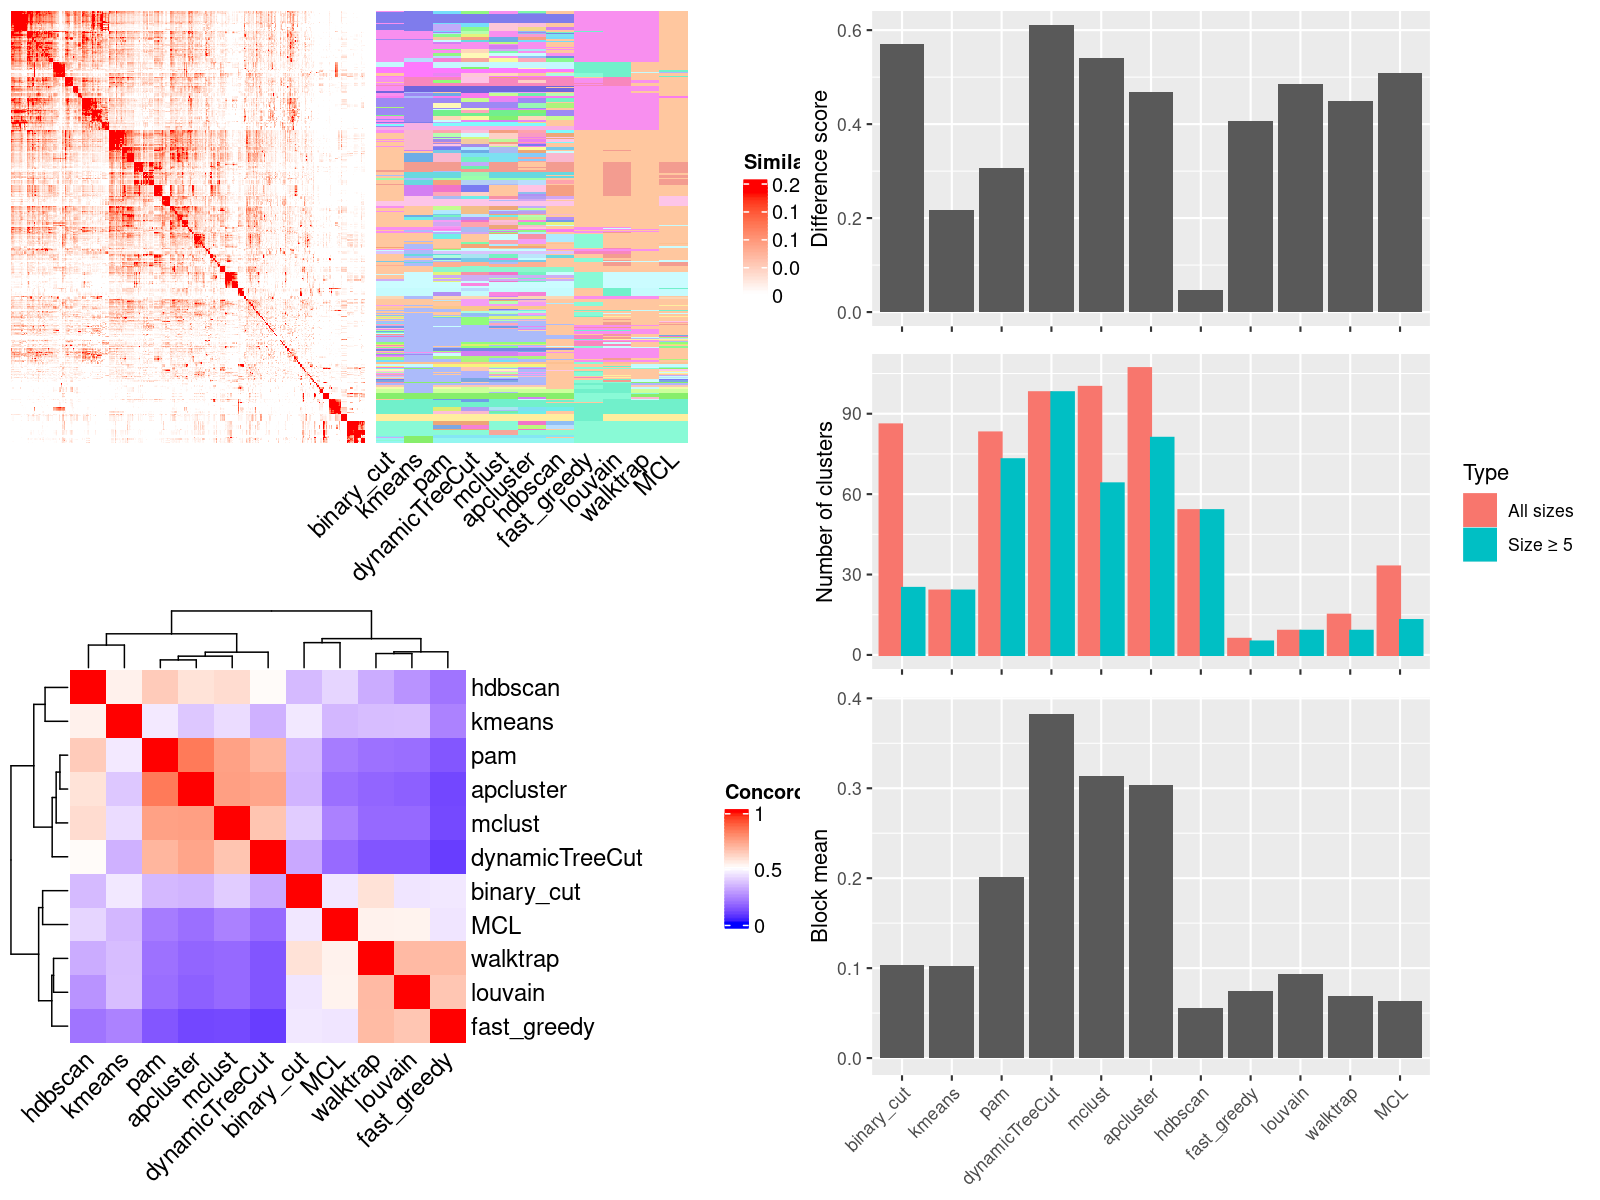 Simila
0.2
0.1
0.1
0.0
0
binary_cut
kmeans
pam
dynamicTreeCut
mclust
apcluster
hdbscan
fast_greedy
louvain
walktrap
MCL
hdbscan
kmeans
pam
apcluster
mclust
dynamicTreeCut
binary_cut
MCL
walktrap
louvain
fast_greedy
hdbscan
kmeans
pam
apcluster
mclust
dynamicTreeCut
binary_cut
MCL
walktrap
louvain
fast_greedy
Concord
1
0.5
0
Difference score
0.6
0.4
0.2
0.0
Number of clusters
90
60
30
0
Type
All sizes
Size ≥ 5
Block mean
0.4
0.3
0.2
0.1
0.0
binary_cut
kmeans
pam
dynamicTreeCut
mclust
apcluster
hdbscan
fast_greedy
louvain
walktrap
MCL